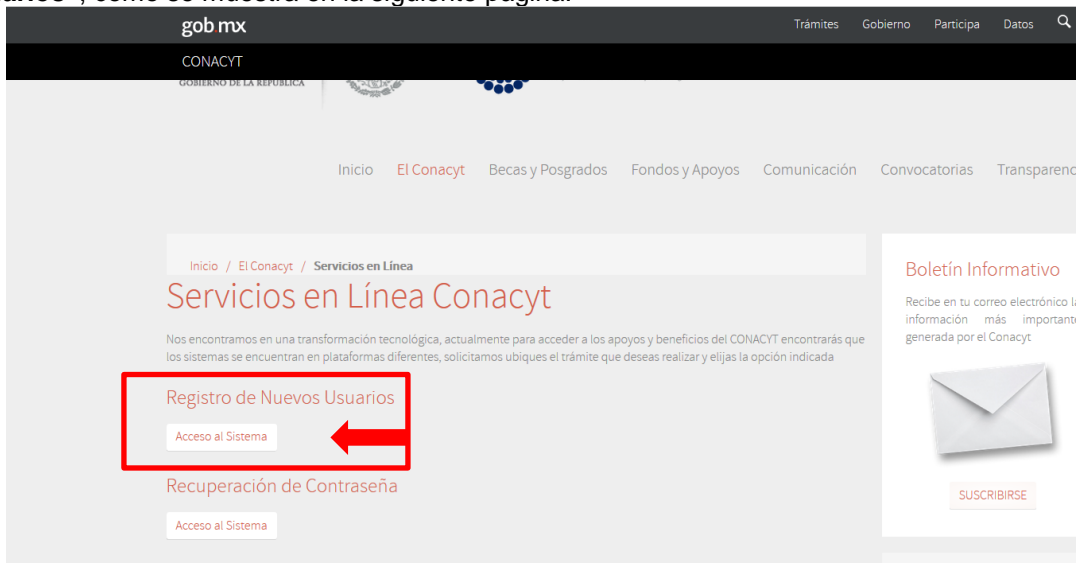 gob.mx
Trámites Gobierno Participa Datos
CONACYT
GOBIERNO DE LA REPÚBLICA
Inicio El Conacyt Becas y Posgrados Fondos y Apoyos Comunicación Convocatorias
Inicio / El Conacyt / Servicios en Línea
Servicios en Línea Conacyt
Nos encontramos en una transformación tecnológica, actualmente para acceder a los apoyos y beneficios del CONACYT encontrarás que
los sistemas se encuentran en plataformas diferentes, solicitamos ubiques el trámite que deseas realizar y elijas la opción indicada
Registro de Nuevos Usuarios
Acceso al Sistema
Recuperación de Contraseña
Acceso al Sistema
Boletín Informativo
Recibe en tu correo electrónico
información más importante
generada por el Conacyt
SUSCRIBIRSE